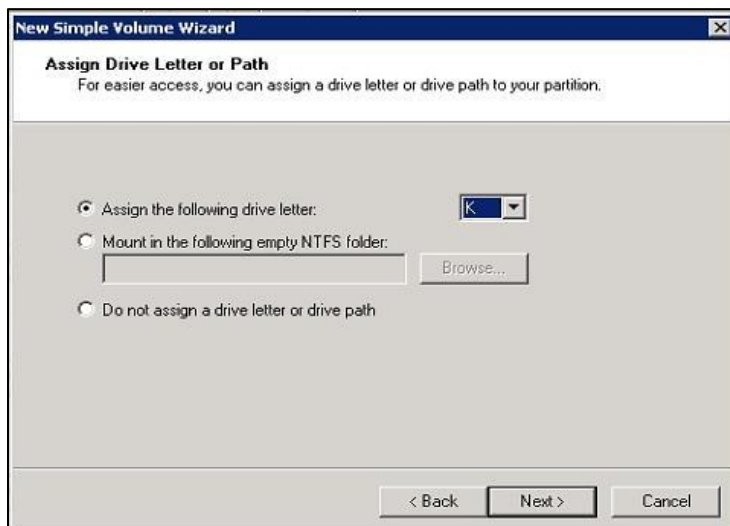 New Simple Volume Wizard
Assign Drive Letter or Path
For easier access, you can assign a drive letter or drive path to your partition.
Assign the following drive letter: K
Mount in the following empty NTFS folder:
Browse...
Do not assign a drive letter or drive path
< Back Next > Cancel